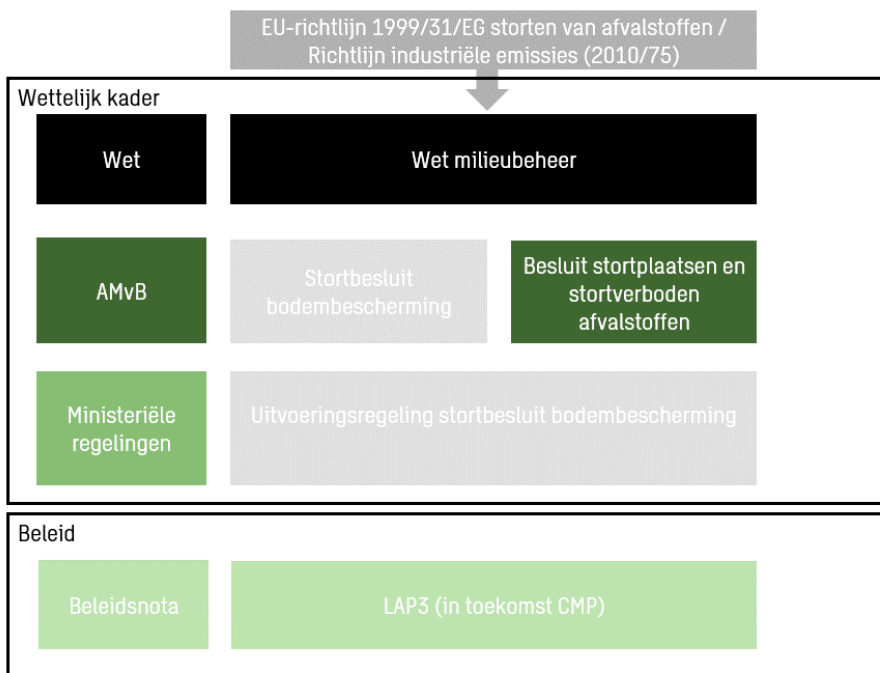 EU-richtlijn 1999/31/EG storten van afvalstoffen /
Richtlijn industriële emissies (2010/75)
Wettelijk kader
Wet
Wet milieubeheer
AMvB
Stortbesluit
bodembescherming
Besluit stortplaatsen en
stortverboden
afvalstoffen
Ministeriële
regelingen
Uitvoeringsregeling stortbesluit bodembescherming
Beleid
Beleidsnota
LAP3 (in toekomst CMP)